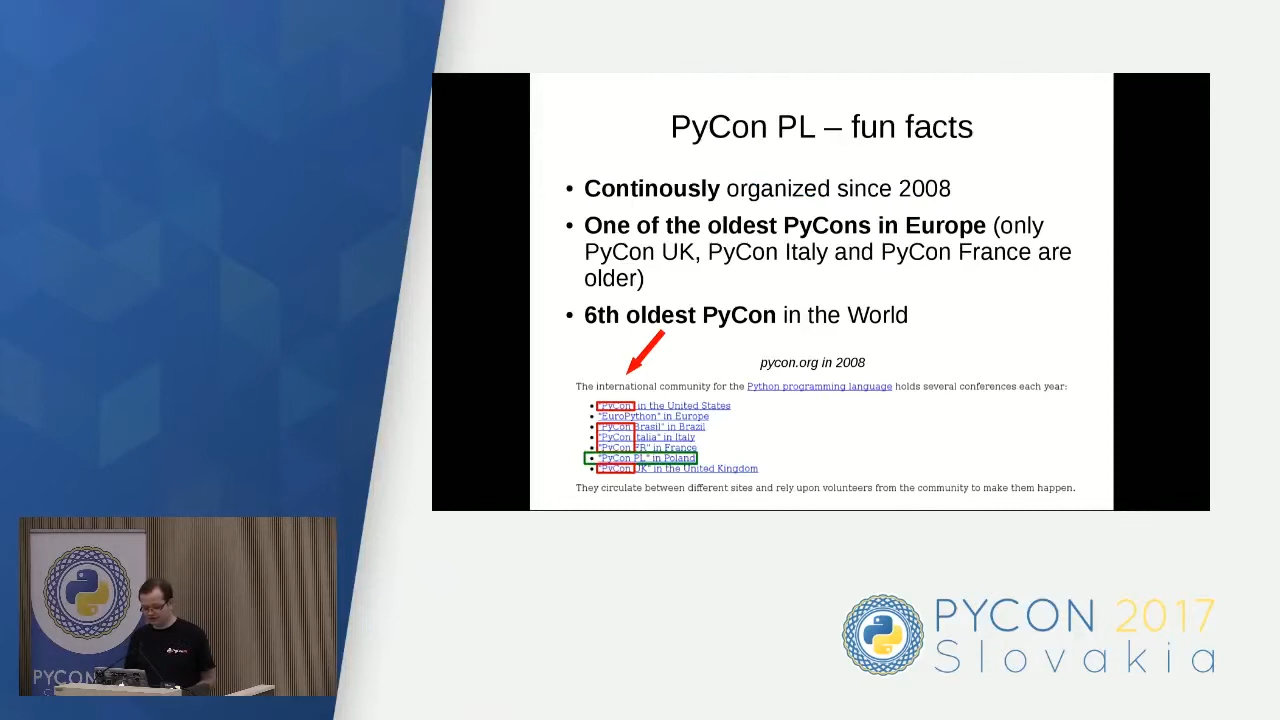 PyCon PL – fun facts
• Continously organized since 2008
• One of the oldest PyCons in Europe (only
PyCon UK, PyCon Italy and PyCon France are
older)
• 6th oldest PyCon in the World
pycon.org in 2008
The international community for the Python programming language holds several conferences each year:
• "PyCon" in the United States
• "EuroPython" in Europe
• "PyCon Brasil" in Brazil
• "PyCon Italia" in Italy
• "PyCon FR" in France
• "PyCon PL" in Poland
• "PyCon UK" in the United Kingdom
They circulate between different sites and rely upon volunteers from the community to make them happen.
PYCON
PYCON 2017
Slovakia